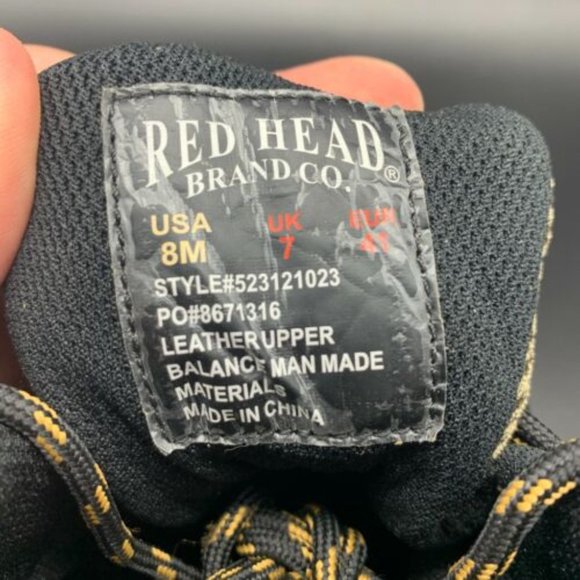 RED HEAD
BRAND CO.®
USA UK EUR
8M 7 41
STYLE#523121023
PO#8671316
LEATHER UPPER
BALANCE MAN MADE
MATERIALS
MADE IN CHINA